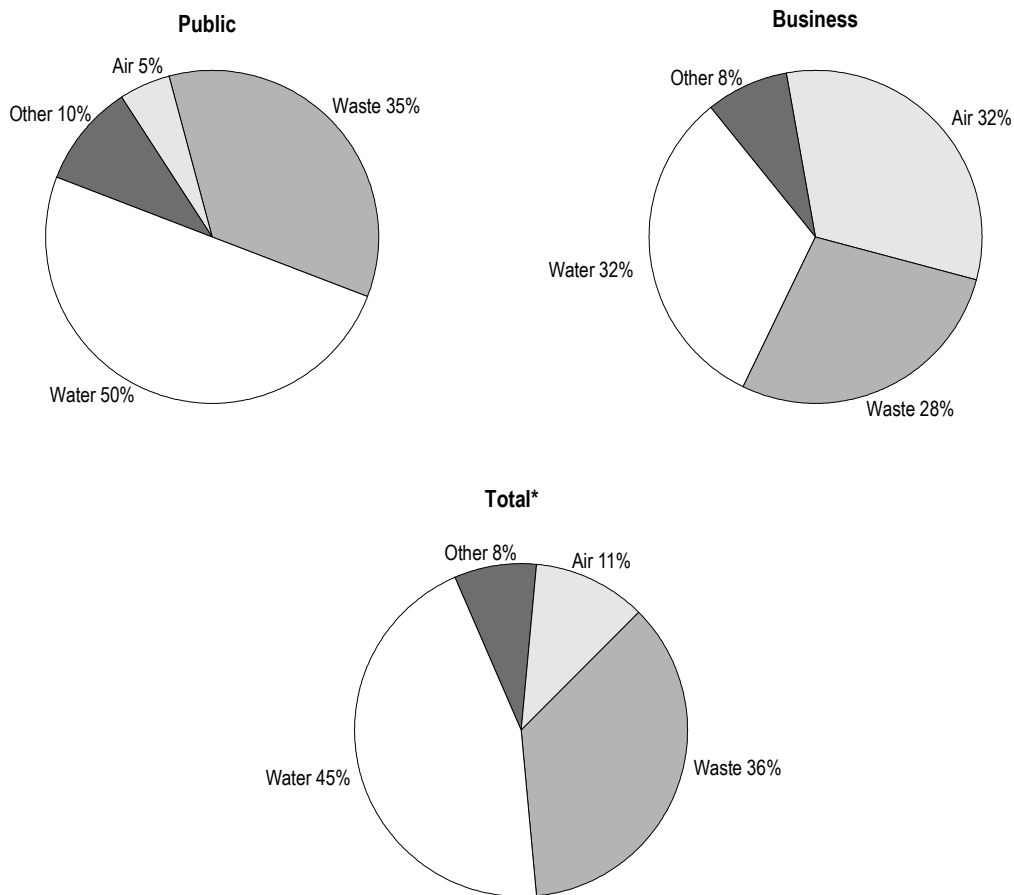 Public
Air 5%
Waste 35%
Other 10%
Water 50%
Business
Other 8%
Air 32%
Water 32%
Waste 28%
Total*
Other 8%
Air 11%
Water 45%
Waste 36%